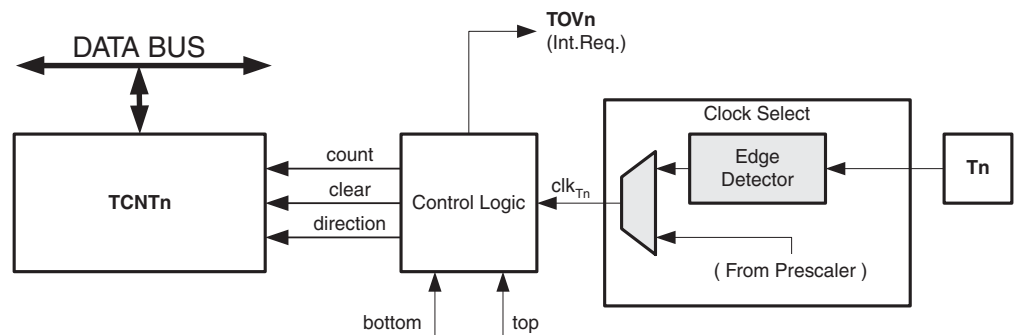 TOVn
(Int.Req.)
DATA BUS
Clock Select
count
clear
direction
TCNTn
Control Logic
clkTn
Edge
Detector
Tn
( From Prescaler )
bottom
top